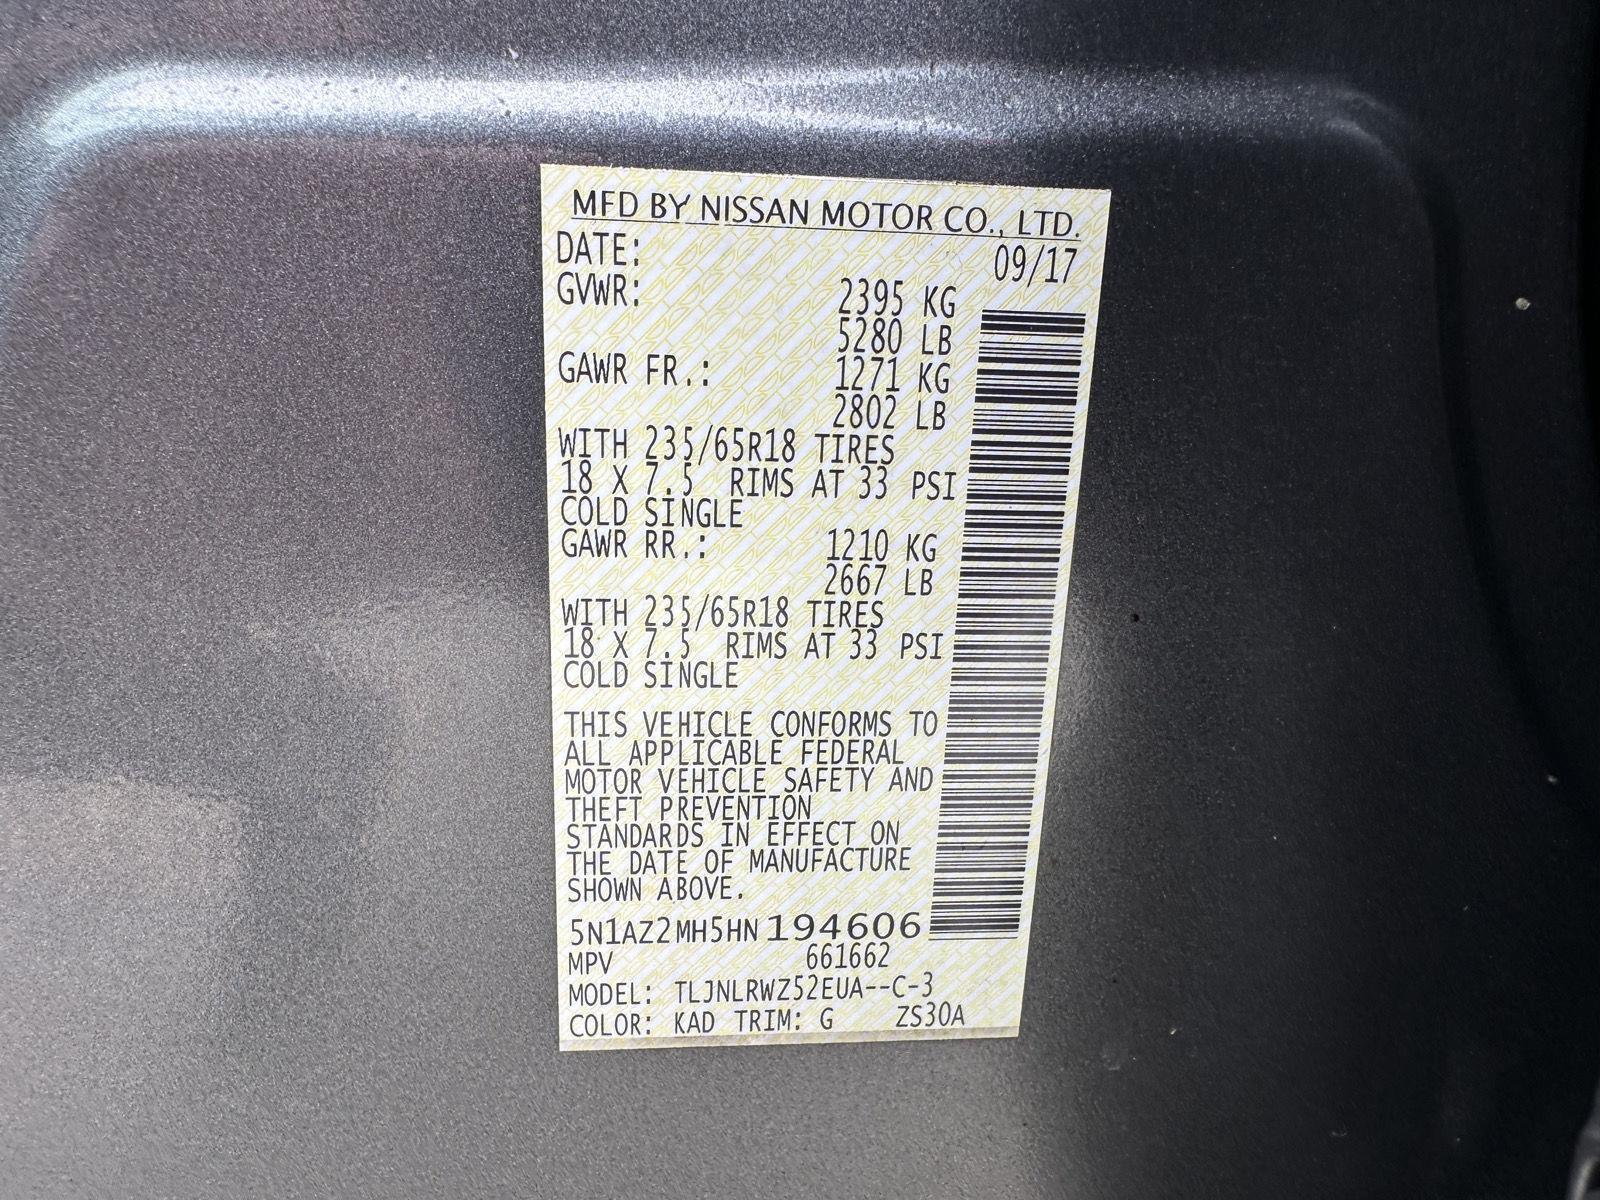 MFD BY NISSAN MOTOR CO., LTD.
DATE: 09/17
GVWR: 2395 KG
5280 LB
GAWR FR.: 1271 KG
2802 LB
WITH 235/65R18 TIRES
18 X 7.5 RIMS AT 33 PSI
COLD SINGLE
GAWR RR.: 1210 KG
2667 LB
WITH 235/65R18 TIRES
18 X 7.5 RIMS AT 33 PSI
COLD SINGLE
THIS VEHICLE CONFORMS TO
ALL APPLICABLE FEDERAL
MOTOR VEHICLE SAFETY AND
THEFT PREVENTION
STANDARDS IN EFFECT ON
THE DATE OF MANUFACTURE
SHOWN ABOVE.
5N1AZ2MH5HN194606
MPV 661662
MODEL: TLJNLRWZ52EUA--C-3
COLOR: KAD TRIM: G ZS30A